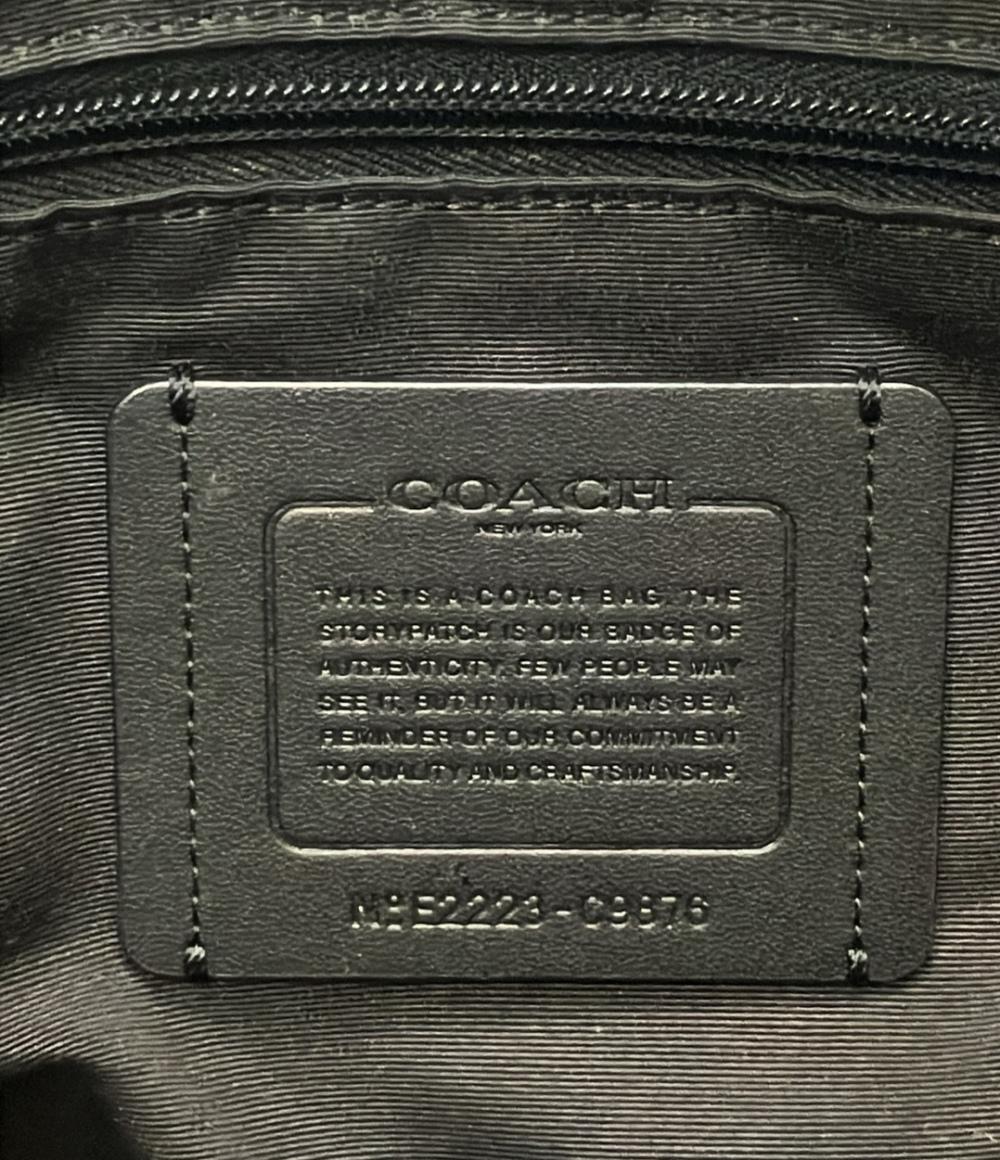 COACH
NEW YORK
THIS IS A COACH BAG. THE
STORYPATCH IS OUR BADGE OF
AUTHENTICITY. FEW PEOPLE MAY
SEE IT, BUT IT WILL ALWAYS BE A
REMINDER OF OUR COMMITMENT
TO QUALITY AND CRAFTSMANSHIP.